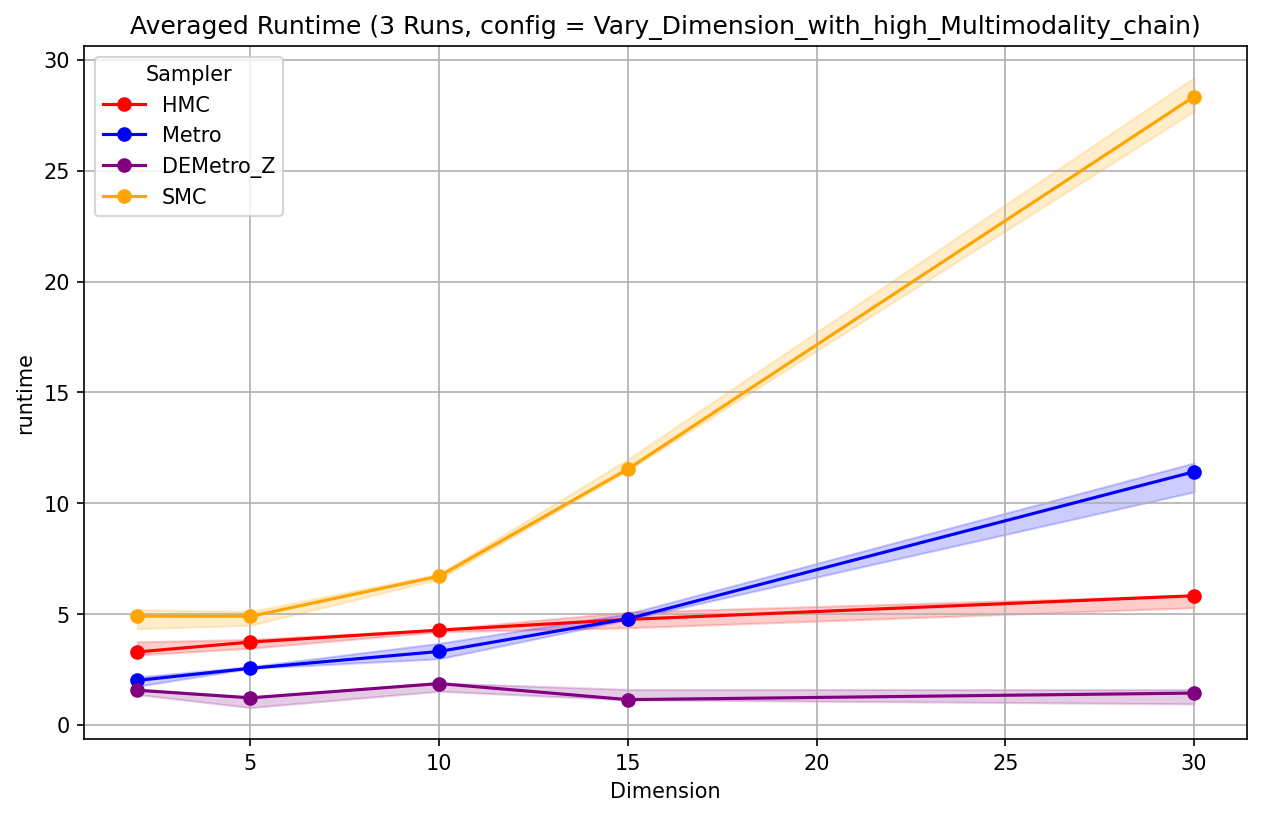 Averaged Runtime (3 Runs, config = Vary_Dimension_with_high_Multimodality_chain)
Sampler
HMC
Metro
DEMetro_Z
SMC
runtime
30
25
20
15
10
5
0
5 10 15 20 25 30
Dimension